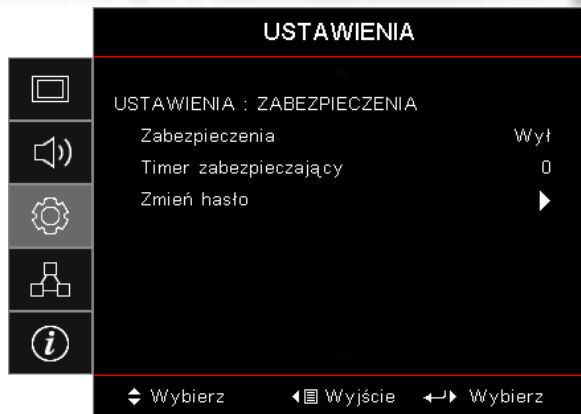 USTAWIENIA
USTAWIENIA : ZABEZPIECZENIA
Zabezpieczenia Wył
Timer zabezpieczający 0
Zmień hasło
Wybierz Wyjście Wybierz